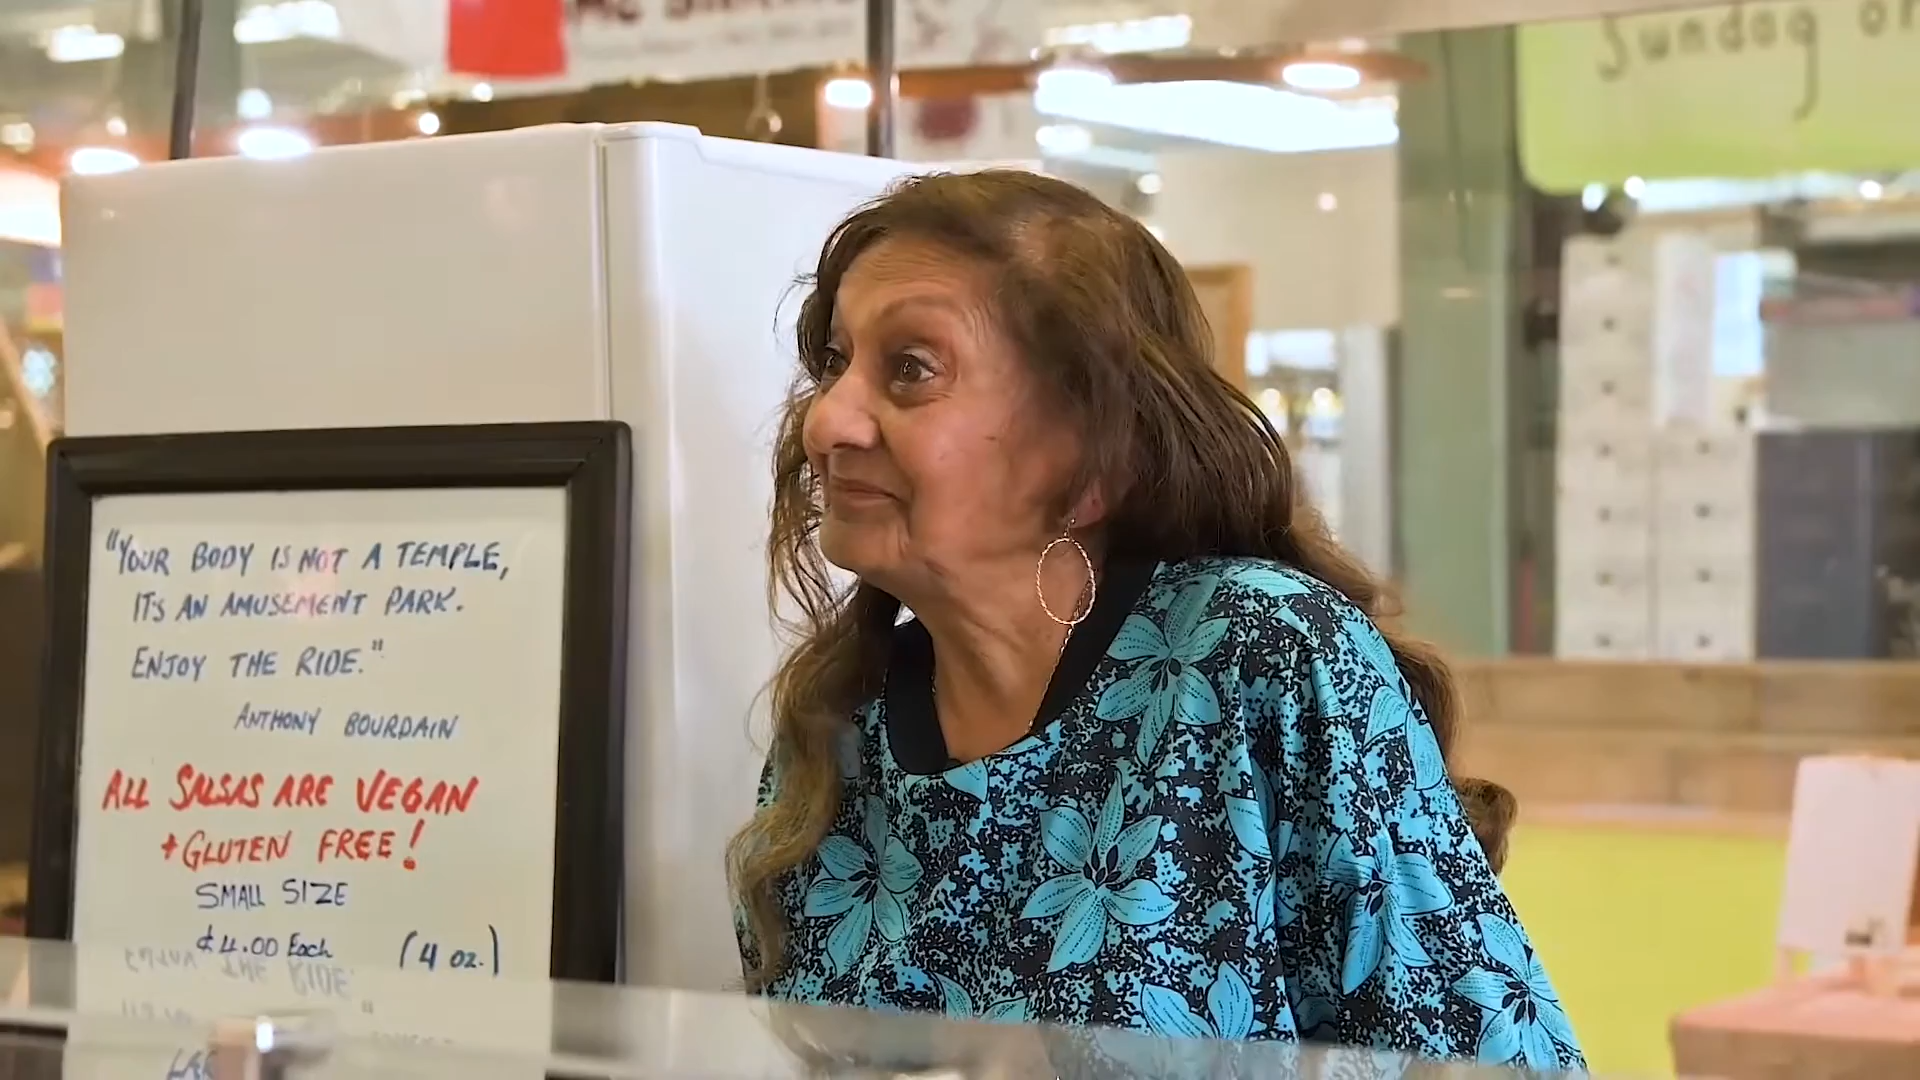 Sundog
"YOUR BODY IS NOT A TEMPLE,
IT'S AN AMUSEMENT PARK.
ENJOY THE RIDE."
ANTHONY BOURDAIN
ALL SALSAS ARE VEGAN
+ GLUTEN FREE!
SMALL SIZE
$4.00 Each (4 oz.)